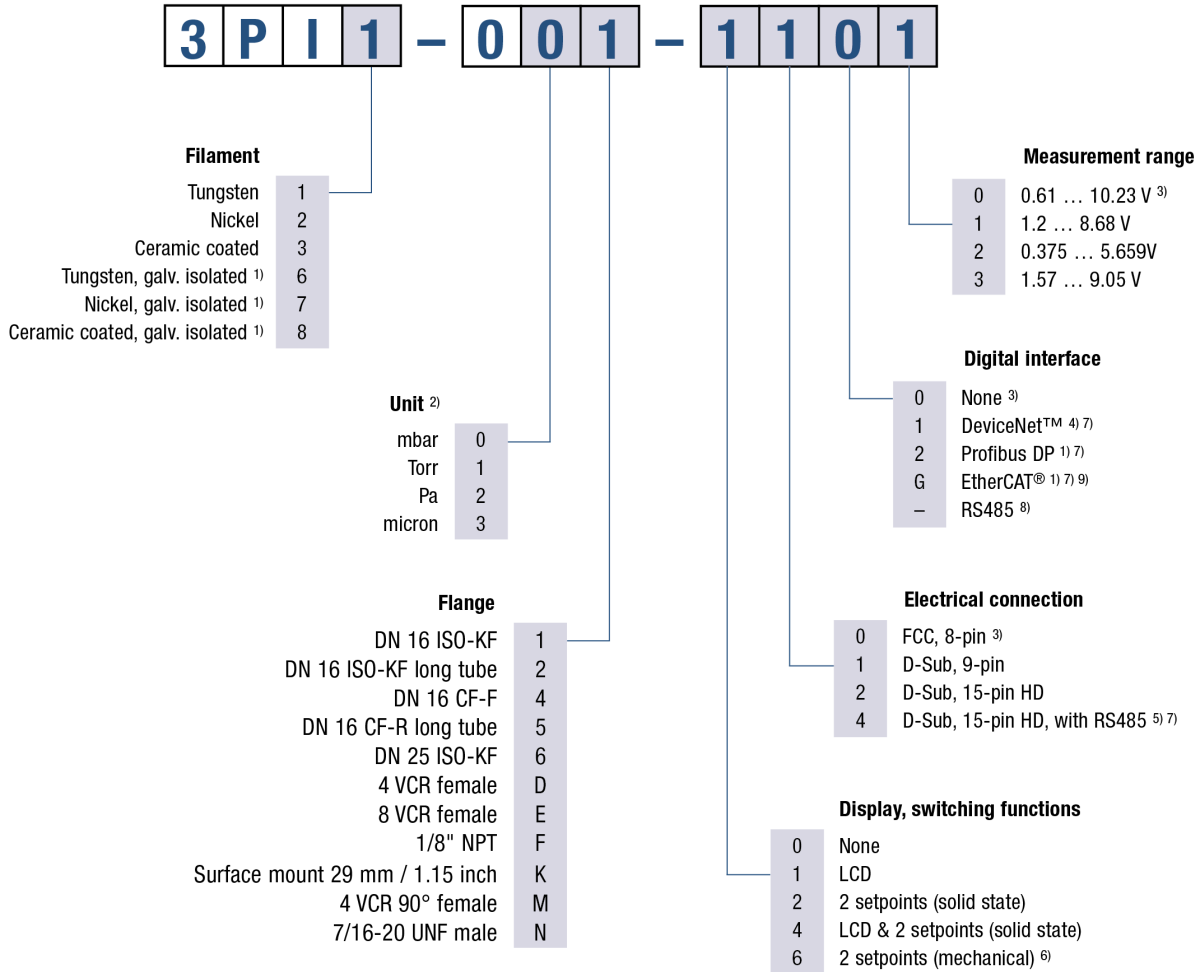 3PI1 – 001 – 1101
Filament
Tungsten 1
Nickel 2
Ceramic coated 3
Tungsten, galv. isolated 1) 6
Nickel, galv. isolated 1) 7
Ceramic coated, galv. isolated 1) 8
Unit 2)
mbar 0
Torr 1
Pa 2
micron 3
Flange
DN 16 ISO-KF 1
DN 16 ISO-KF long tube 2
DN 16 CF-F 4
DN 16 CF-R long tube 5
DN 25 ISO-KF 6
4 VCR female D
8 VCR female E
1/8" NPT F
Surface mount 29 mm / 1.15 inch K
4 VCR 90° female M
7/16-20 UNF male N
Measurement range
0 0.61 … 10.23 V 3)
1 1.2 … 8.68 V
2 0.375 … 5.659V
3 1.57 … 9.05 V
Digital interface
0 None 3)
1 DeviceNet™ 4) 7)
2 Profibus DP 1) 7)
G EtherCAT® 1) 7) 9)
– RS485 8)
Electrical connection
0 FCC, 8-pin 3)
1 D-Sub, 9-pin
2 D-Sub, 15-pin HD
4 D-Sub, 15-pin HD, with RS485 5) 7)
Display, switching functions
0 None
1 LCD
2 2 setpoints (solid state)
4 LCD & 2 setpoints (solid state)
6 2 setpoints (mechanical) 6)